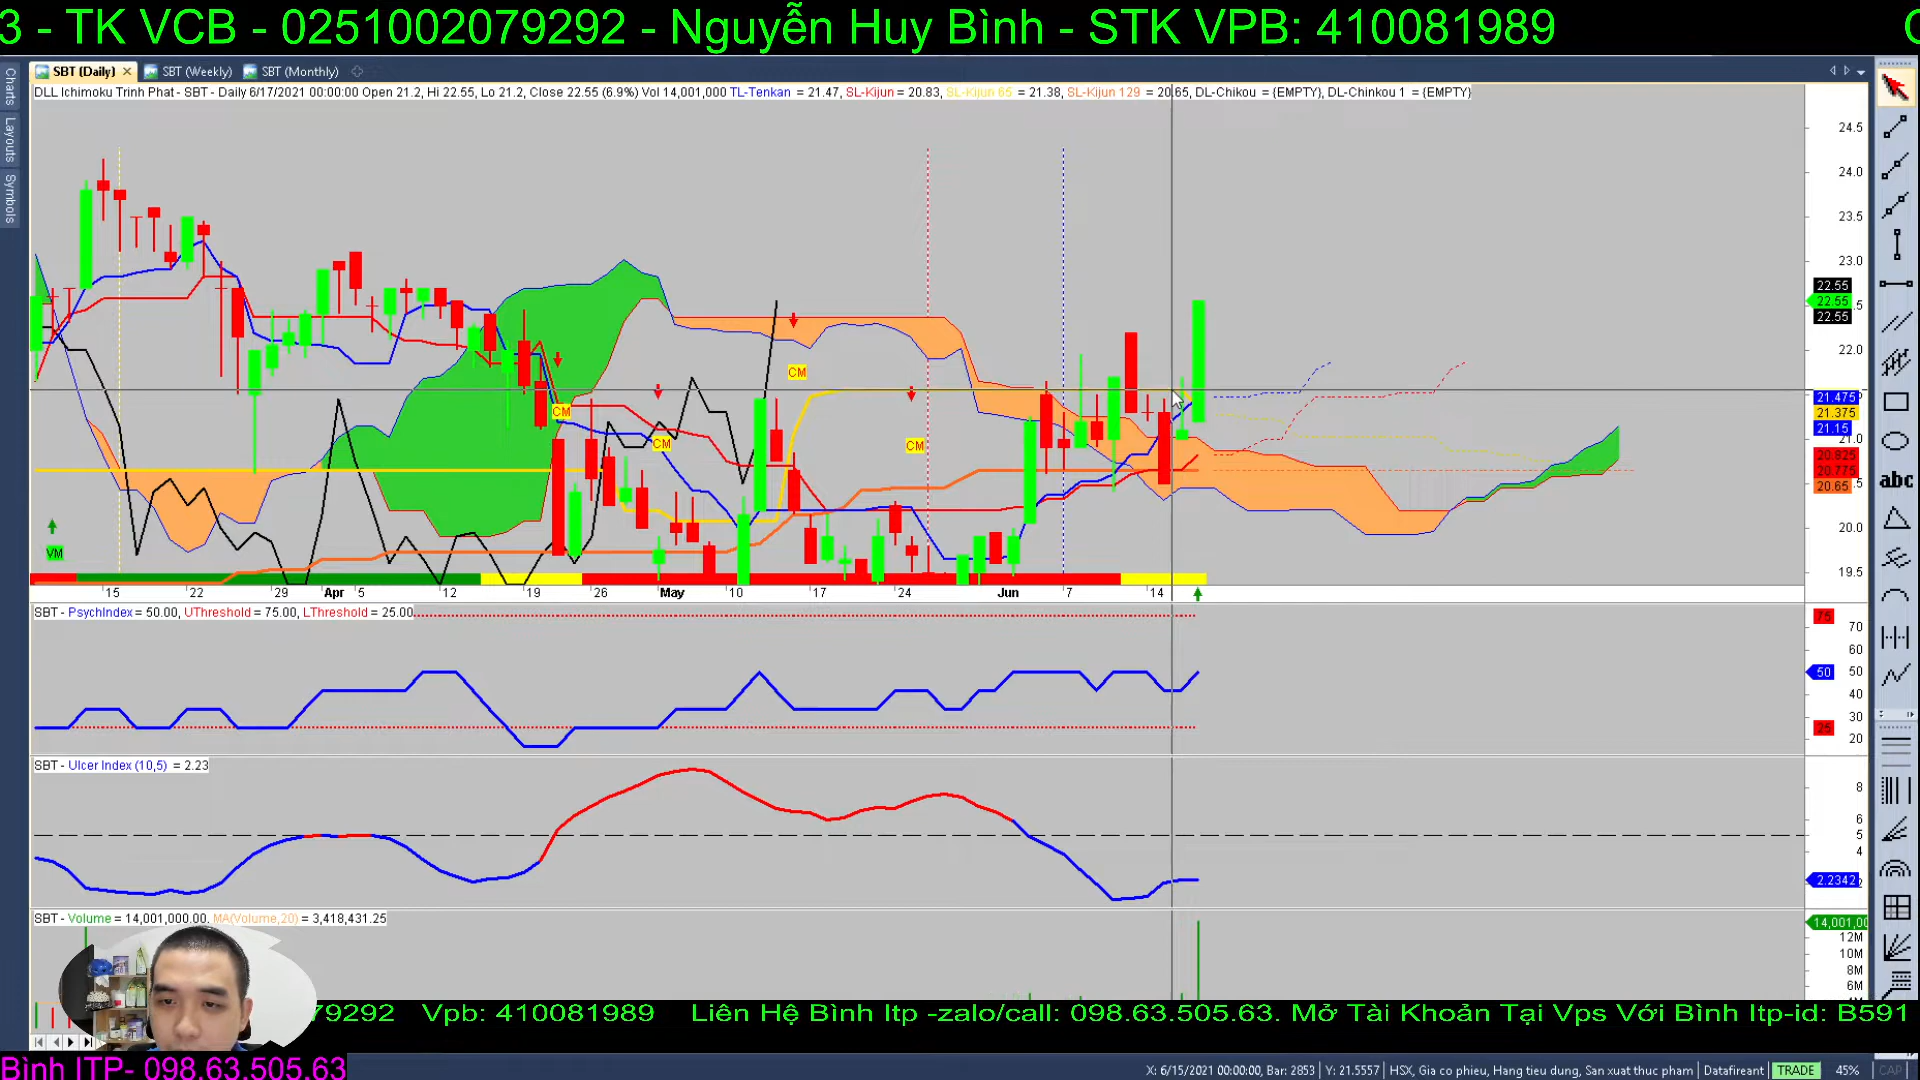 3 - TK VCB - 0251002079292 - Nguyễn Huy Bình - STK VPB: 410081989
Charts
Layouts
Symbols
SBT (Daily)
SBT (Weekly)
SBT (Monthly)
DLL Ichimoku Trinh Phat - SBT - Daily 6/17/2021 00:00:00 Open 21.2, Hi 22.55, Lo 21.2, Close 22.55 (6.9%) Vol 14,001,000 TL-Tenkan = 21.47, SL-Kijun = 20.83, SL-Kijun 65 = 21.38, SL-Kijun 129 = 20.65, DL-Chikou = {EMPTY}, DL-Chinkou 1 = {EMPTY}
24.5
24.0
23.5
23.0
22.55
22.55
22.55
22.0
21.475
21.375
21.15
21.0
20.925
20.775
20.65
20.0
19.5
CM
CM
CM
CM
VM
abc
15
22
29
Apr
5
12
19
26
May
10
17
24
Jun
7
14
SBT - PsychIndex = 50.00, UThreshold = 75.00, LThreshold = 25.00
75
70
60
50
50
40
30
25
20
SBT - Ulcer Index (10,5) = 2.23
8
6
5
4
2.2342
SBT - Volume = 14,001,000.00, MA(Volume,20) = 3,418,431.25
14,001,00
12M
10M
8M
6M
79292 Vpb: 410081989 Liên Hệ Bình Itp -zalo/call: 098.63.505.63. Mở Tài Khoản Tại Vps Với Bình Itp-id: B591
Bình ITP- 098.63.505.63
X: 6/15/2021 00:00:00, Bar: 2853 Y: 21.5557 HSX, Gia co phieu, Hang tieu dung, San xuat thuc pham Datafireant TRADE 45% CAP